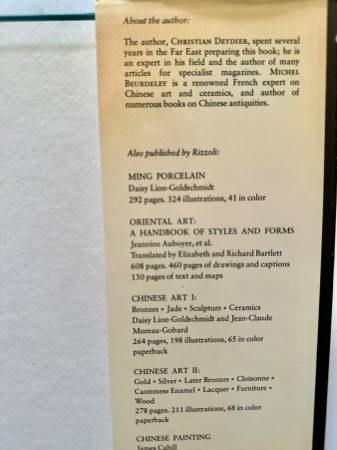 About the author:
The author, CHRISTIAN DEYDIER, spent several
years in the Far East preparing this book; he is
an expert in his field and the author of many
articles for specialist magazines. MICHEL
BEURDELEY is a renowned French expert on
Chinese art and ceramics, and author of
numerous books on Chinese antiquities.
Also published by Rizzoli:
MING PORCELAIN
Daisy Lion-Goldschmidt
292 pages. 324 illustrations, 41 in color
ORIENTAL ART:
A HANDBOOK OF STYLES AND FORMS
Jeannine Auboyer, et al.
Translated by Elizabeth and Richard Bartlett
608 pages. 460 pages of drawings and captions
130 pages of text and maps
CHINESE ART I:
Bronzes • Jade • Sculpture • Ceramics
Daisy Lion-Goldschmidt and Jean-Claude
Moreau-Gobard
264 pages, 198 illustrations, 65 in color
paperback
CHINESE ART II:
Gold • Silver • Later Bronzes • Cloisonne •
Cantonese Enamel • Lacquer • Furniture •
Wood
278 pages. 211 illustrations, 68 in color
paperback
CHINESE PAINTING
James Cahill